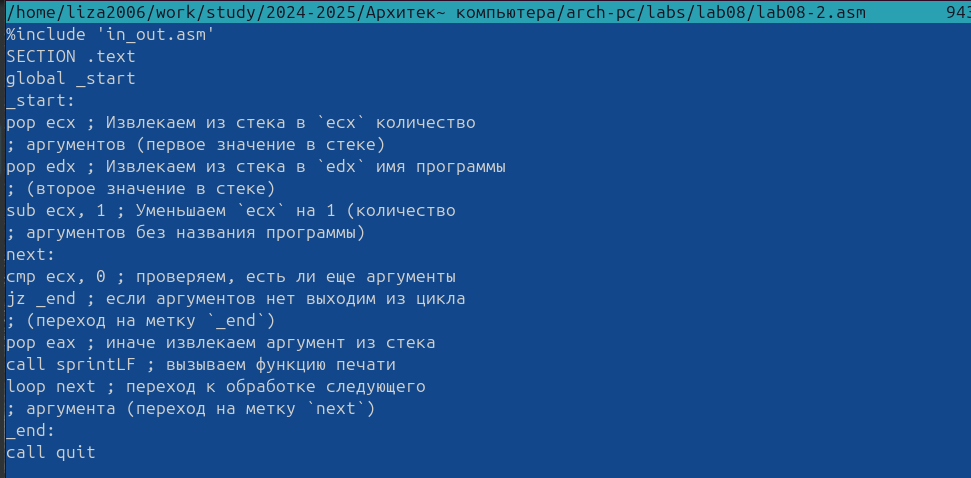 /home/liza2006/work/study/2024-2025/Архитек~ компьютера/arch-pc/labs/lab08/lab08-2.asm 943
%include 'in_out.asm'
SECTION .text
global _start
_start:
pop ecx ; Извлекаем из стека в `ecx` количество
; аргументов (первое значение в стеке)
pop edx ; Извлекаем из стека в `edx` имя программы
; (второе значение в стеке)
sub ecx, 1 ; Уменьшаем `ecx` на 1 (количество
; аргументов без названия программы)
next:
cmp ecx, 0 ; проверяем, есть ли еще аргументы
jz _end ; если аргументов нет выходим из цикла
; (переход на метку `_end`)
pop eax ; иначе извлекаем аргумент из стека
call sprintLF ; вызываем функцию печати
loop next ; переход к обработке следующего
; аргумента (переход на метку `next`)
_end:
call quit